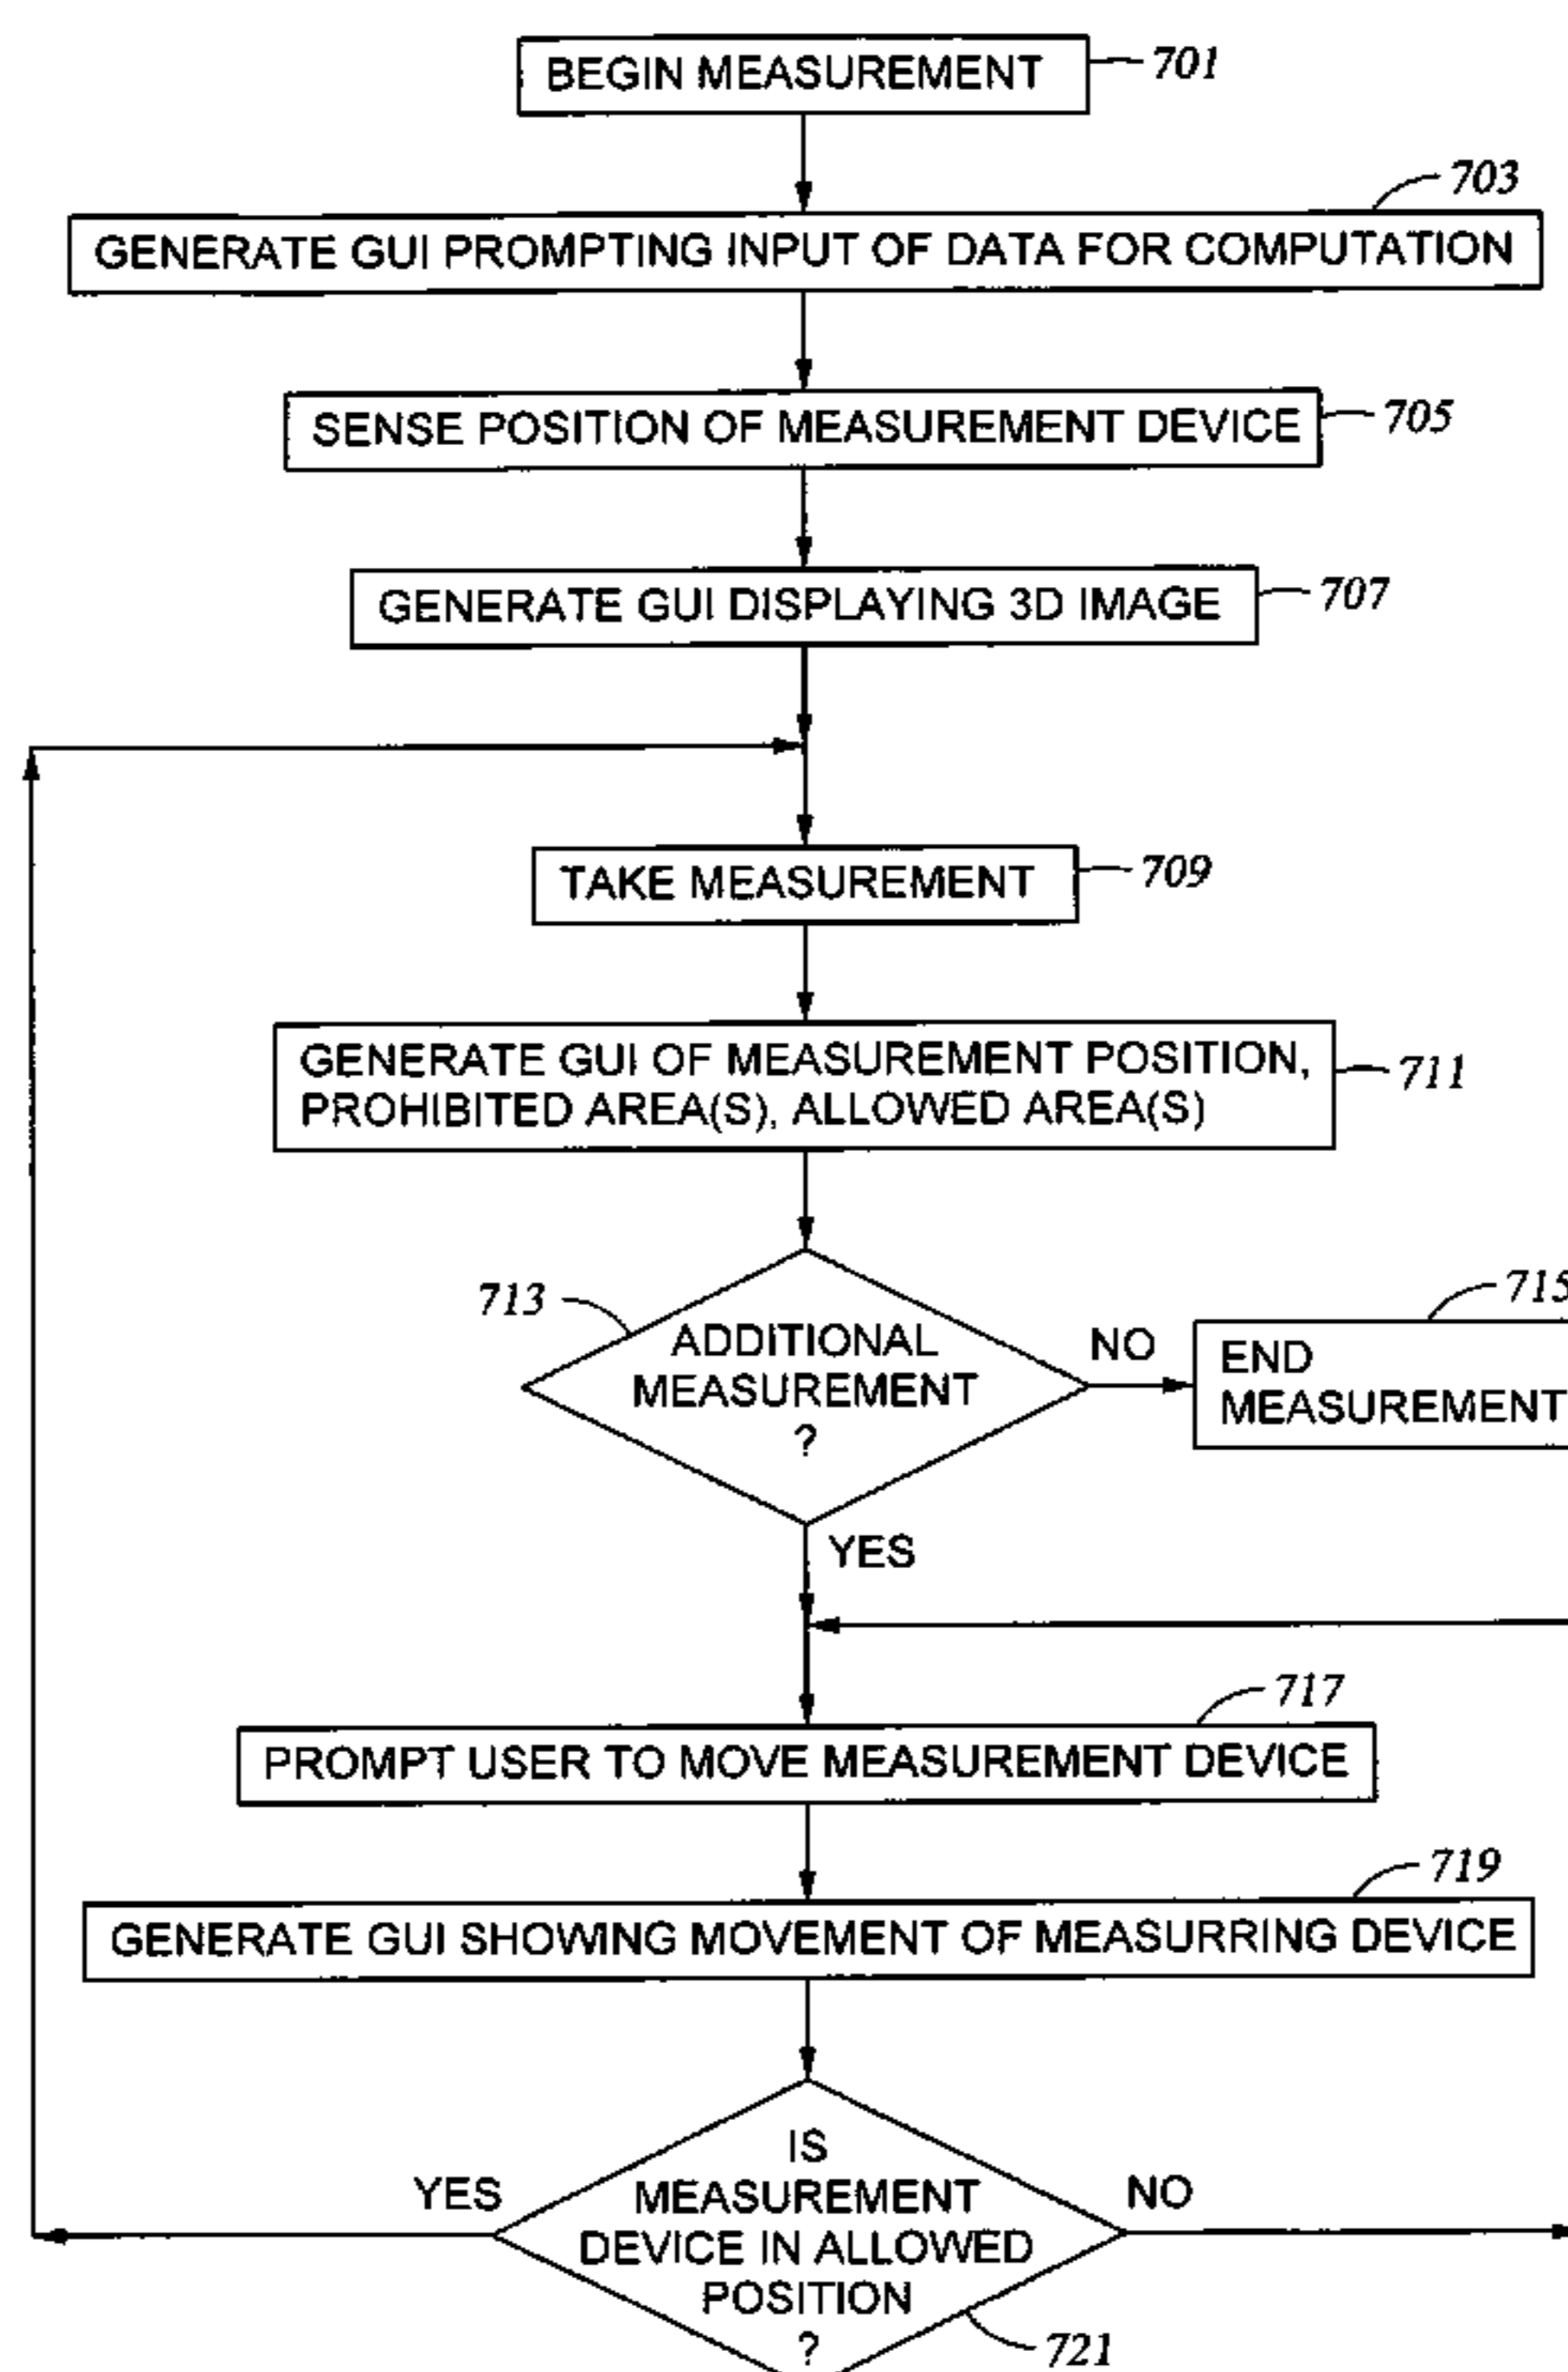 BEGIN MEASUREMENT
701
703
GENERATE GUI PROMPTING INPUT OF DATA FOR COMPUTATION
SENSE POSITION OF MEASUREMENT DEVICE
705
GENERATE GUI DISPLAYING 3D IMAGE
707
TAKE MEASUREMENT
709
GENERATE GUI OF MEASUREMENT POSITION,
PROHIBITED AREA(S), ALLOWED AREA(S)
711
713
ADDITIONAL
MEASUREMENT
?
NO
715
END
MEASUREMENT
YES
717
PROMPT USER TO MOVE MEASUREMENT DEVICE
719
GENERATE GUI SHOWING MOVEMENT OF MEASURRING DEVICE
YES
IS
MEASUREMENT
DEVICE IN ALLOWED
POSITION
?
NO
721